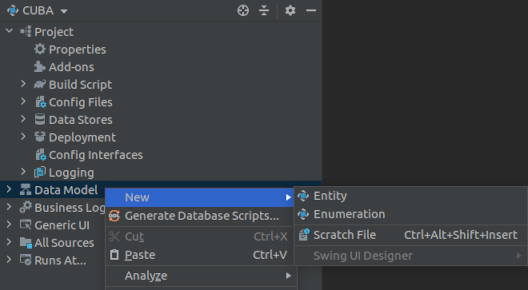 CUBA
Project
Properties
Add-ons
Build Script
Config Files
Data Stores
Deployment
Config Interfaces
Logging
Data Model
Business Log
Generic UI
All Sources
Runs At...
New
Generate Database Scripts...
Cut Ctrl+X
Paste Ctrl+V
Analyze
Entity
Enumeration
Scratch File Ctrl+Alt+Shift+Insert
Swing UI Designer